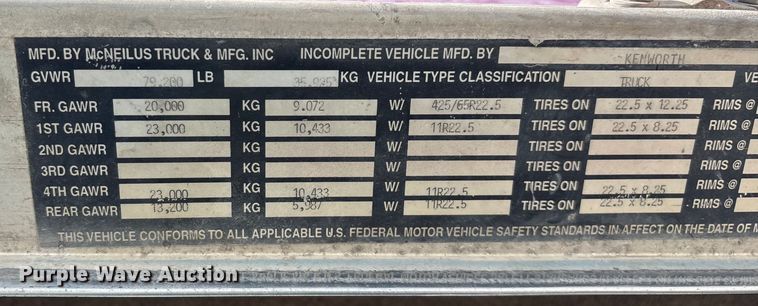 MFD. BY McNEILUS TRUCK & MFG. INC INCOMPLETE VEHICLE MFD. BY KENWORTH
GVWR 79,200 LB KG VEHICLE TYPE CLASSIFICATION TRUCK VE
FR. GAWR 20,000 KG 9.072 W/ 425/65R22.5 TIRES ON 22.5 x 12.25 RIMS @
1ST GAWR 23,000 KG 10,433 W/ 11R22.5 TIRES ON 22.5 x 8.25 RIMS @
2ND GAWR KG W/ TIRES ON RIMS @
3RD GAWR KG W/ TIRES ON RIMS @
4TH GAWR 23,000 KG 10,433 W/ 11R22.5 TIRES ON 22.5 x 8.25 RIMS @
REAR GAWR 13,200 KG 5,987 W/ 11R22.5 TIRES ON 22.5 x 8.25 RIMS @
THIS VEHICLE CONFORMS TO ALL APPLICABLE U.S. FEDERAL MOTOR VEHICLE SAFETY STANDARDS IN AFFECT ON THE DATE OF M
Purple Wave Auction